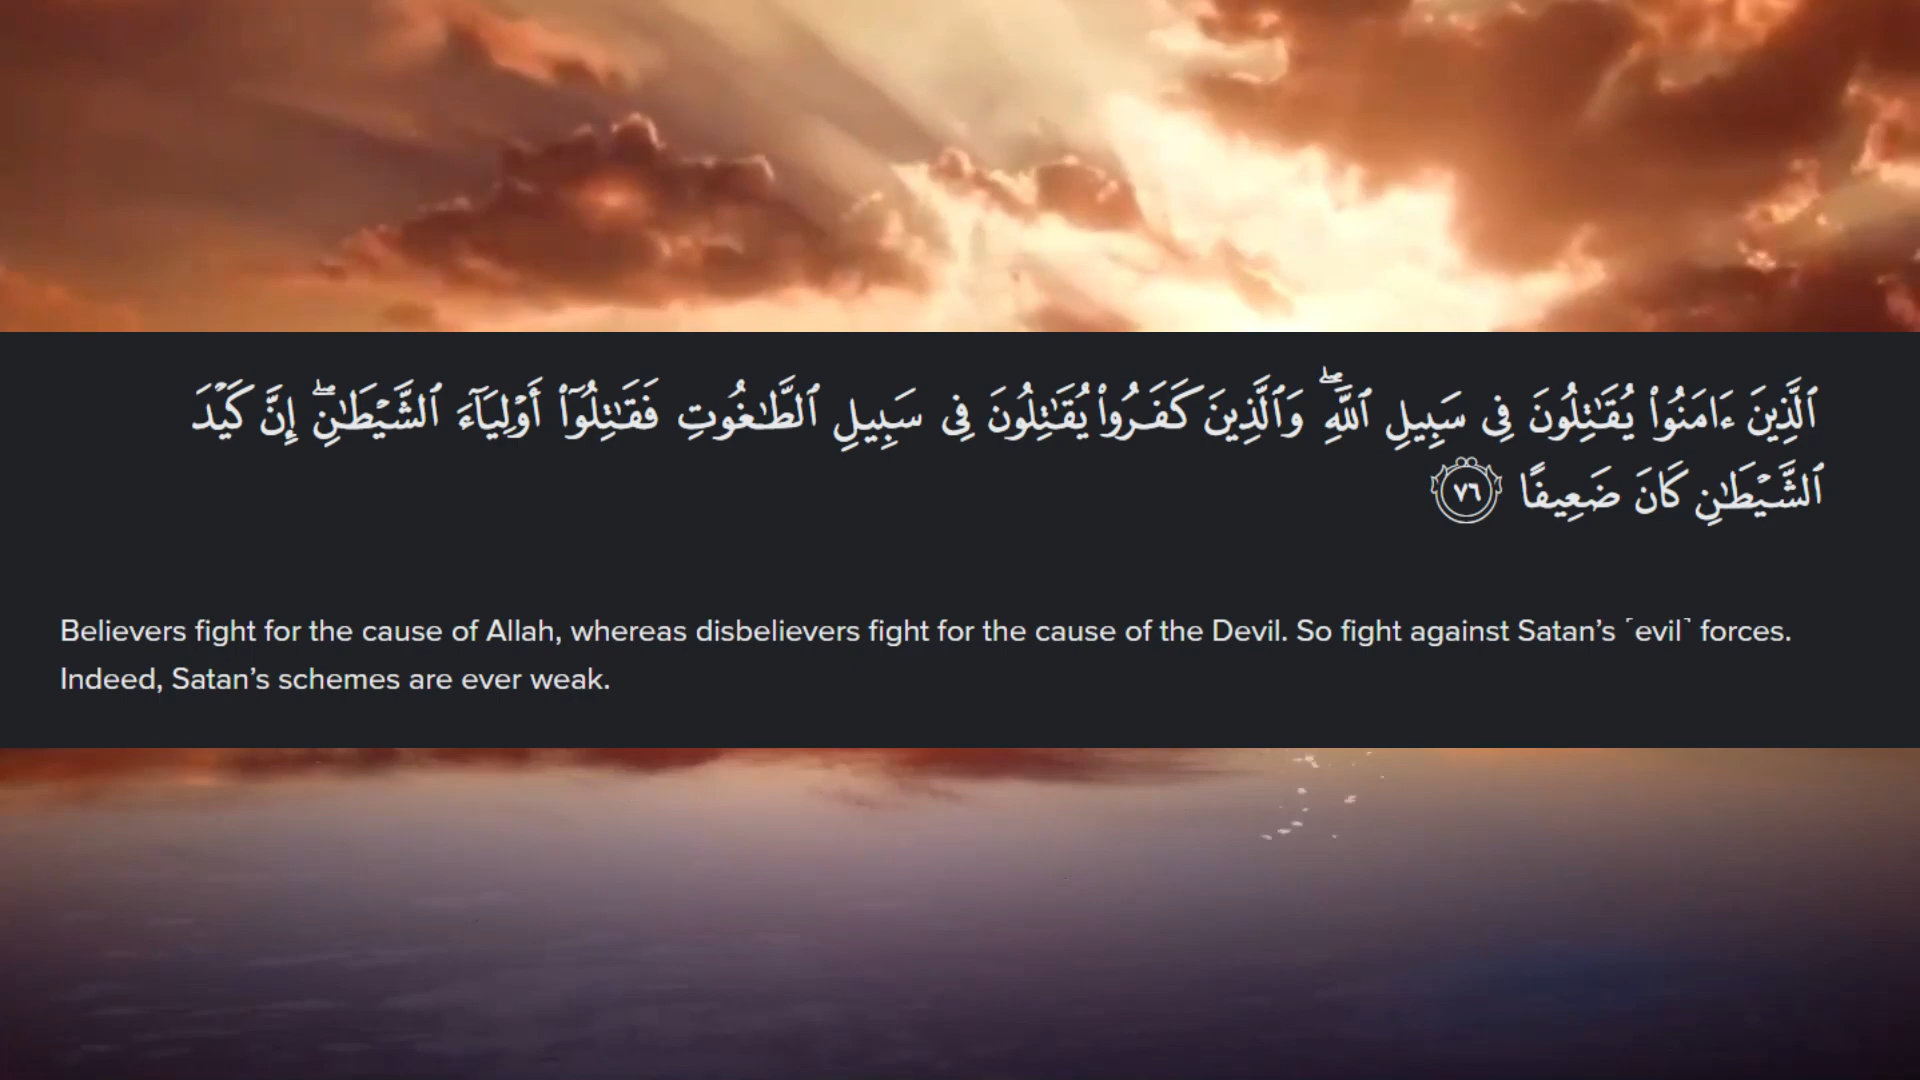 ٱلَّذِينَ ءَامَنُوا۟ يُقَـٰتِلُونَ فِى سَبِيلِ ٱللَّهِ ۖ وَٱلَّذِينَ كَفَرُوا۟ يُقَـٰتِلُونَ فِى سَبِيلِ ٱلطَّـٰغُوتِ فَقَـٰتِلُوٓا۟ أَوْلِيَآءَ ٱلشَّيْطَـٰنِ ۖ إِنَّ كَيْدَ
ٱلشَّيْطَـٰنِ كَانَ ضَعِيفًا ٧٦
Believers fight for the cause of Allah, whereas disbelievers fight for the cause of the Devil. So fight against Satan’s ˹evil˺ forces.
Indeed, Satan’s schemes are ever weak.